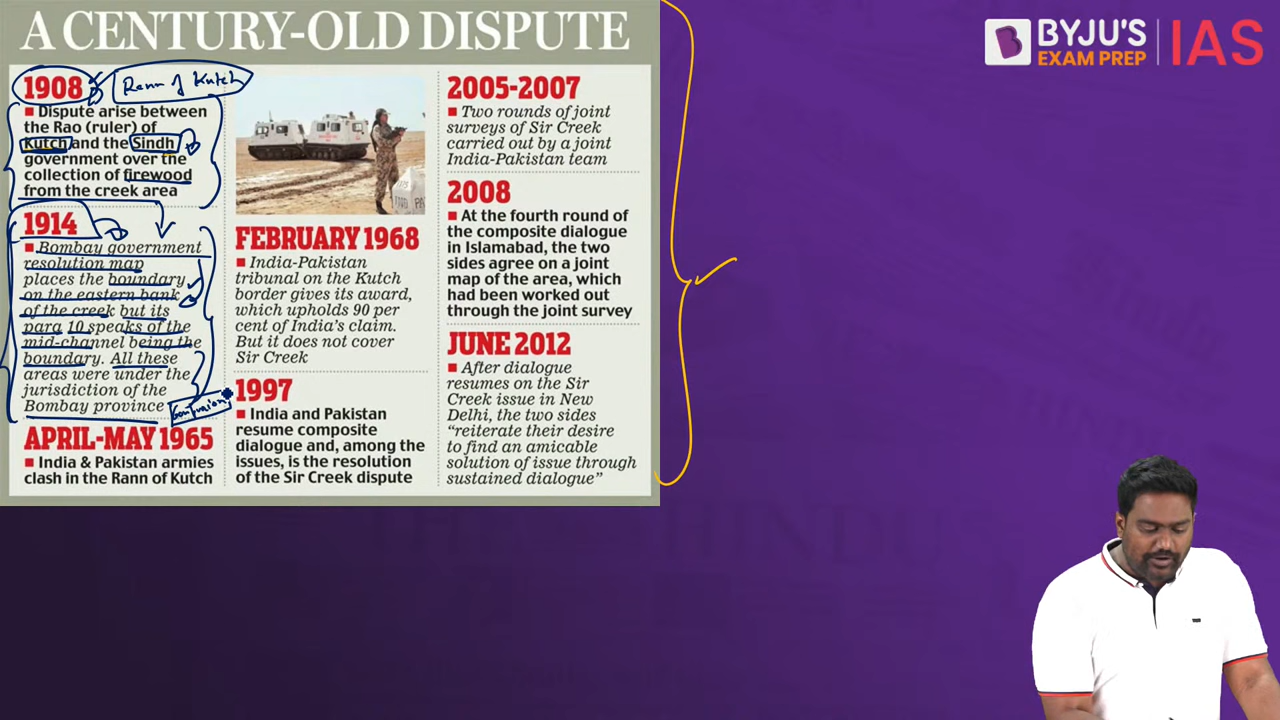 A CENTURY-OLD DISPUTE
1908
Rann of Kutch
■ Dispute arise between
the Rao (ruler) of
Kutch and the Sindh
government over the
collection of firewood
from the creek area
1914
■ Bombay government
resolution map
places the boundary
on the eastern bank
of the creek but its
para 10 speaks of the
mid-channel being the
boundary. All these
areas were under the
jurisdiction of the
Bombay province
Confusion
APRIL-MAY 1965
■ India & Pakistan armies
clash in the Rann of Kutch
FEBRUARY 1968
■ India-Pakistan
tribunal on the Kutch
border gives its award,
which upholds 90 per
cent of India's claim.
But it does not cover
Sir Creek
1997
■ India and Pakistan
resume composite
dialogue and, among the
issues, is the resolution
of the Sir Creek dispute
2005-2007
■ Two rounds of joint
surveys of Sir Creek
carried out by a joint
India-Pakistan team
2008
■ At the fourth round of
the composite dialogue
in Islamabad, the two
sides agree on a joint
map of the area, which
had been worked out
through the joint survey
JUNE 2012
■ After dialogue
resumes on the Sir
Creek issue in New
Delhi, the two sides
“reiterate their desire
to find an amicable
solution of issue through
sustained dialogue”
BYJU'S
EXAM PREP
IAS